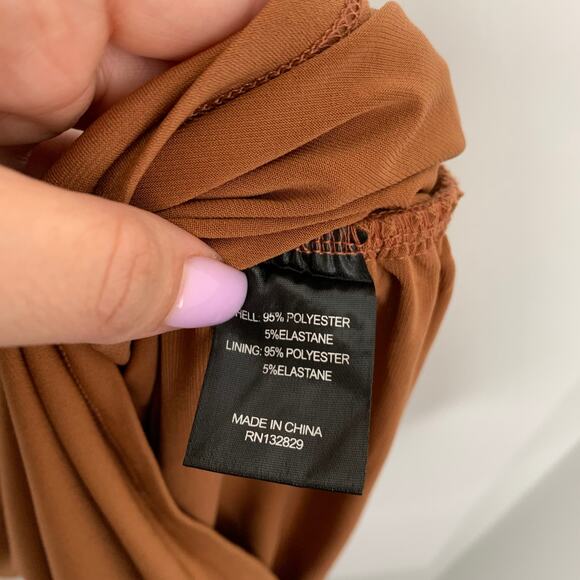 HELL: 95% POLYESTER
5%ELASTANE
LINING: 95% POLYESTER
5%ELASTANE
MADE IN CHINA
RN132829